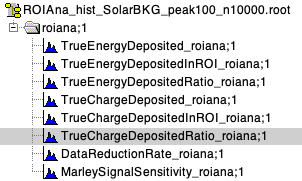 ROIAna_hist_SolarBKG_peak100_n10000.root
roiana;1
TrueEnergyDeposited_roiana;1
TrueEnergyDepositedInROI_roiana;1
TrueEnergyDepositedRatio_roiana;1
TrueChargeDeposited_roiana;1
TrueChargeDepositedInROI_roiana;1
TrueChargeDepositedRatio_roiana;1
DataReductionRate_roiana;1
MarleySignalSensitivity_roiana;1